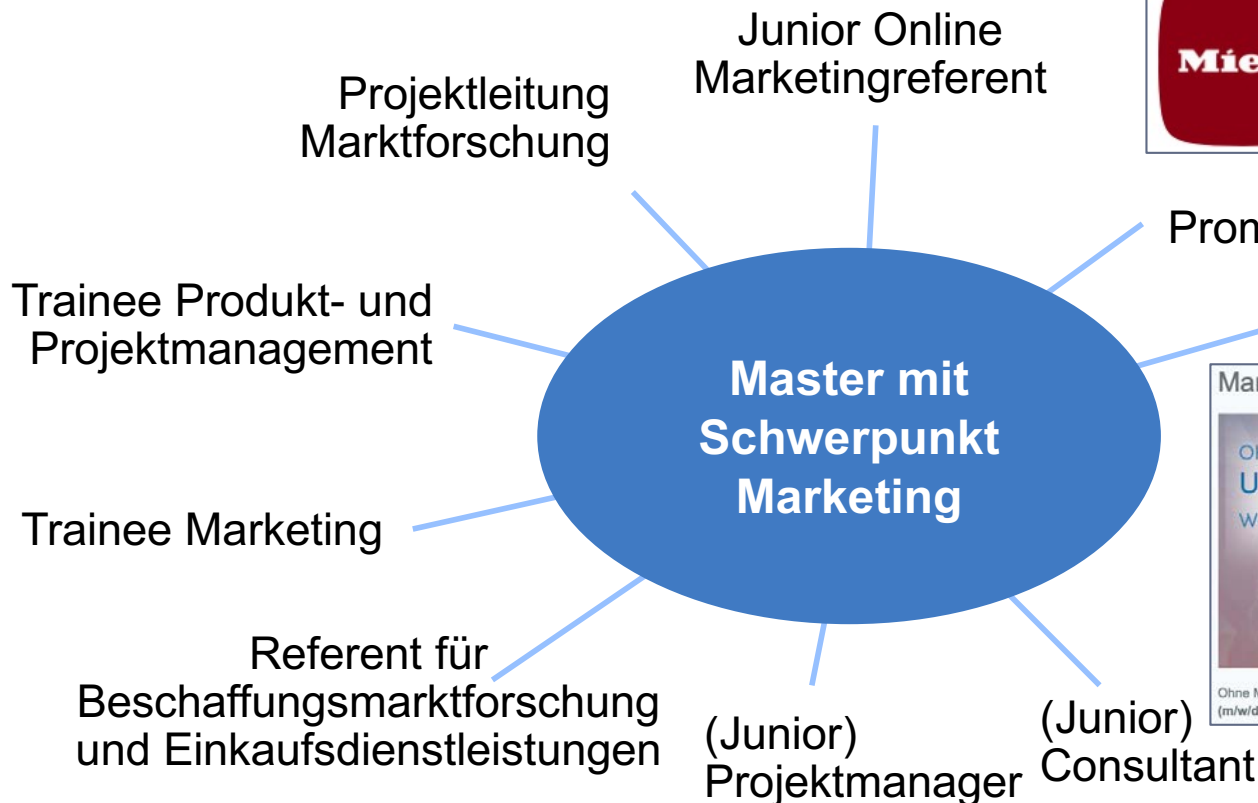 Junior Online
Marketingreferent
Projektleitung
Marktforschung
Trainee Produkt- und
Projektmanagement
Master mit
Schwerpunkt
Marketing
Trainee Marketing
Referent für
Beschaffungsmarktforschung
und Einkaufsdienstleistungen
(Junior)
Projektmanager
(Junior)
Consultant
Ohne
(m/w/d